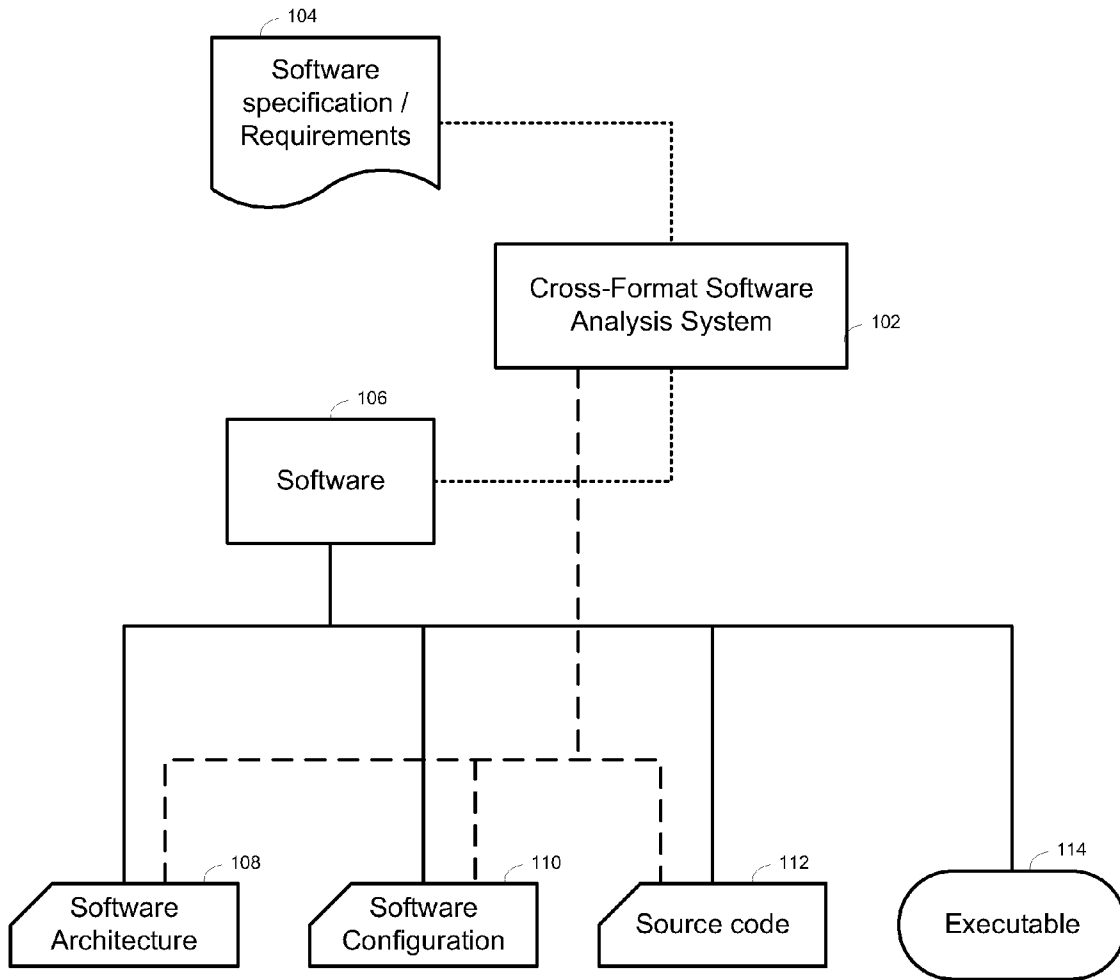 104
Software
specification /
Requirements
Cross-Format Software
Analysis System
102
106
Software
108
Software
Architecture
110
Software
Configuration
112
Source code
114
Executable